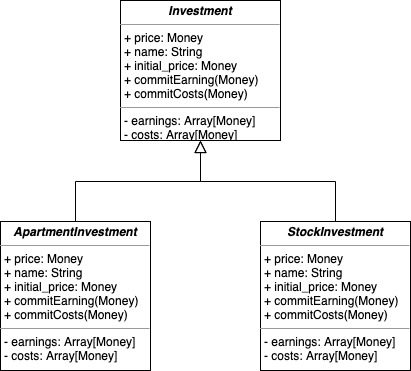 Investment
+ price: Money
+ name: String
+ initial_price: Money
+ commitEarning(Money)
+ commitCosts(Money)
- earnings: Array[Money]
- costs: Array[Money]
ApartmentInvestment
+ price: Money
+ name: String
+ initial_price: Money
+ commitEarning(Money)
+ commitCosts(Money)
- earnings: Array[Money]
- costs: Array[Money]
StockInvestment
+ price: Money
+ name: String
+ initial_price: Money
+ commitEarning(Money)
+ commitCosts(Money)
- earnings: Array[Money]
- costs: Array[Money]